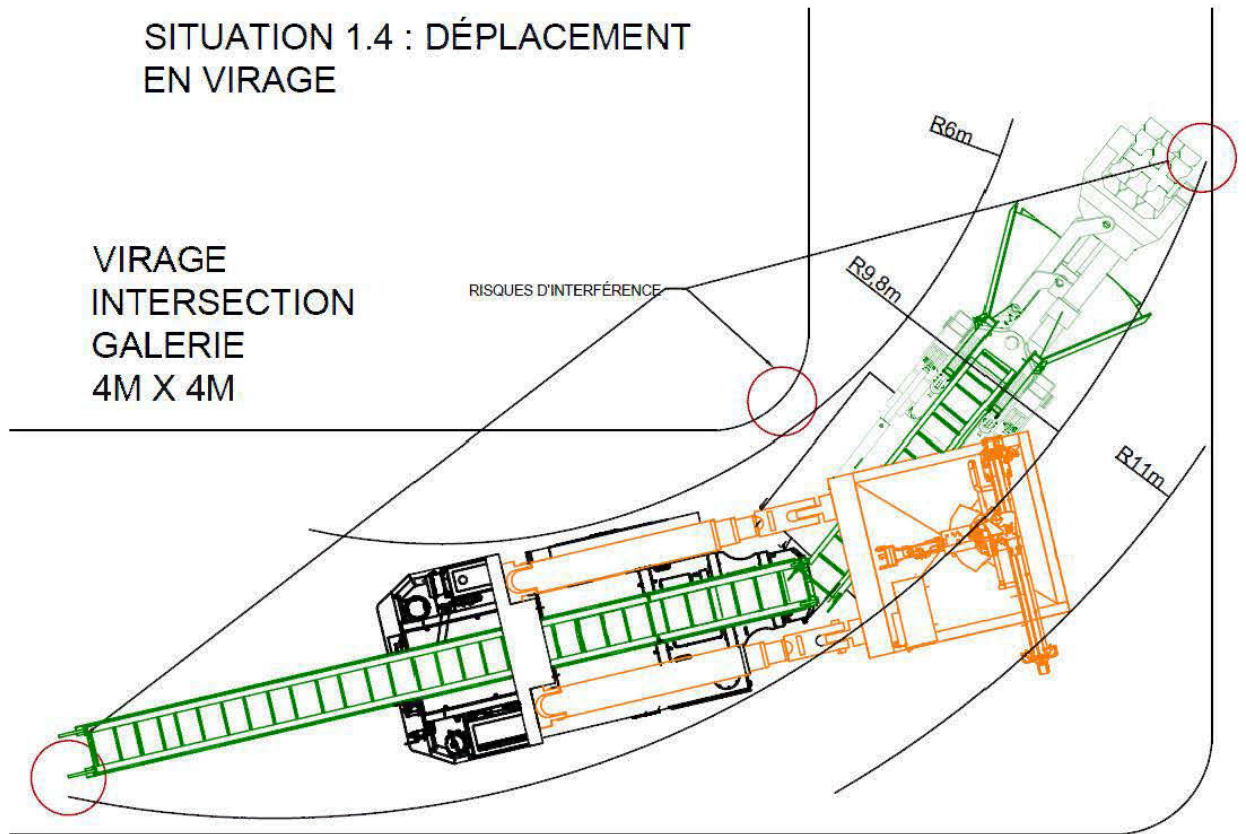 SITUATION 1.4 : DÉPLACEMENT
EN VIRAGE
R6m
VIRAGE
INTERSECTION
GALERIE
4M X 4M
RISQUES D'INTERFÉRENCE
R9,8m
R11m